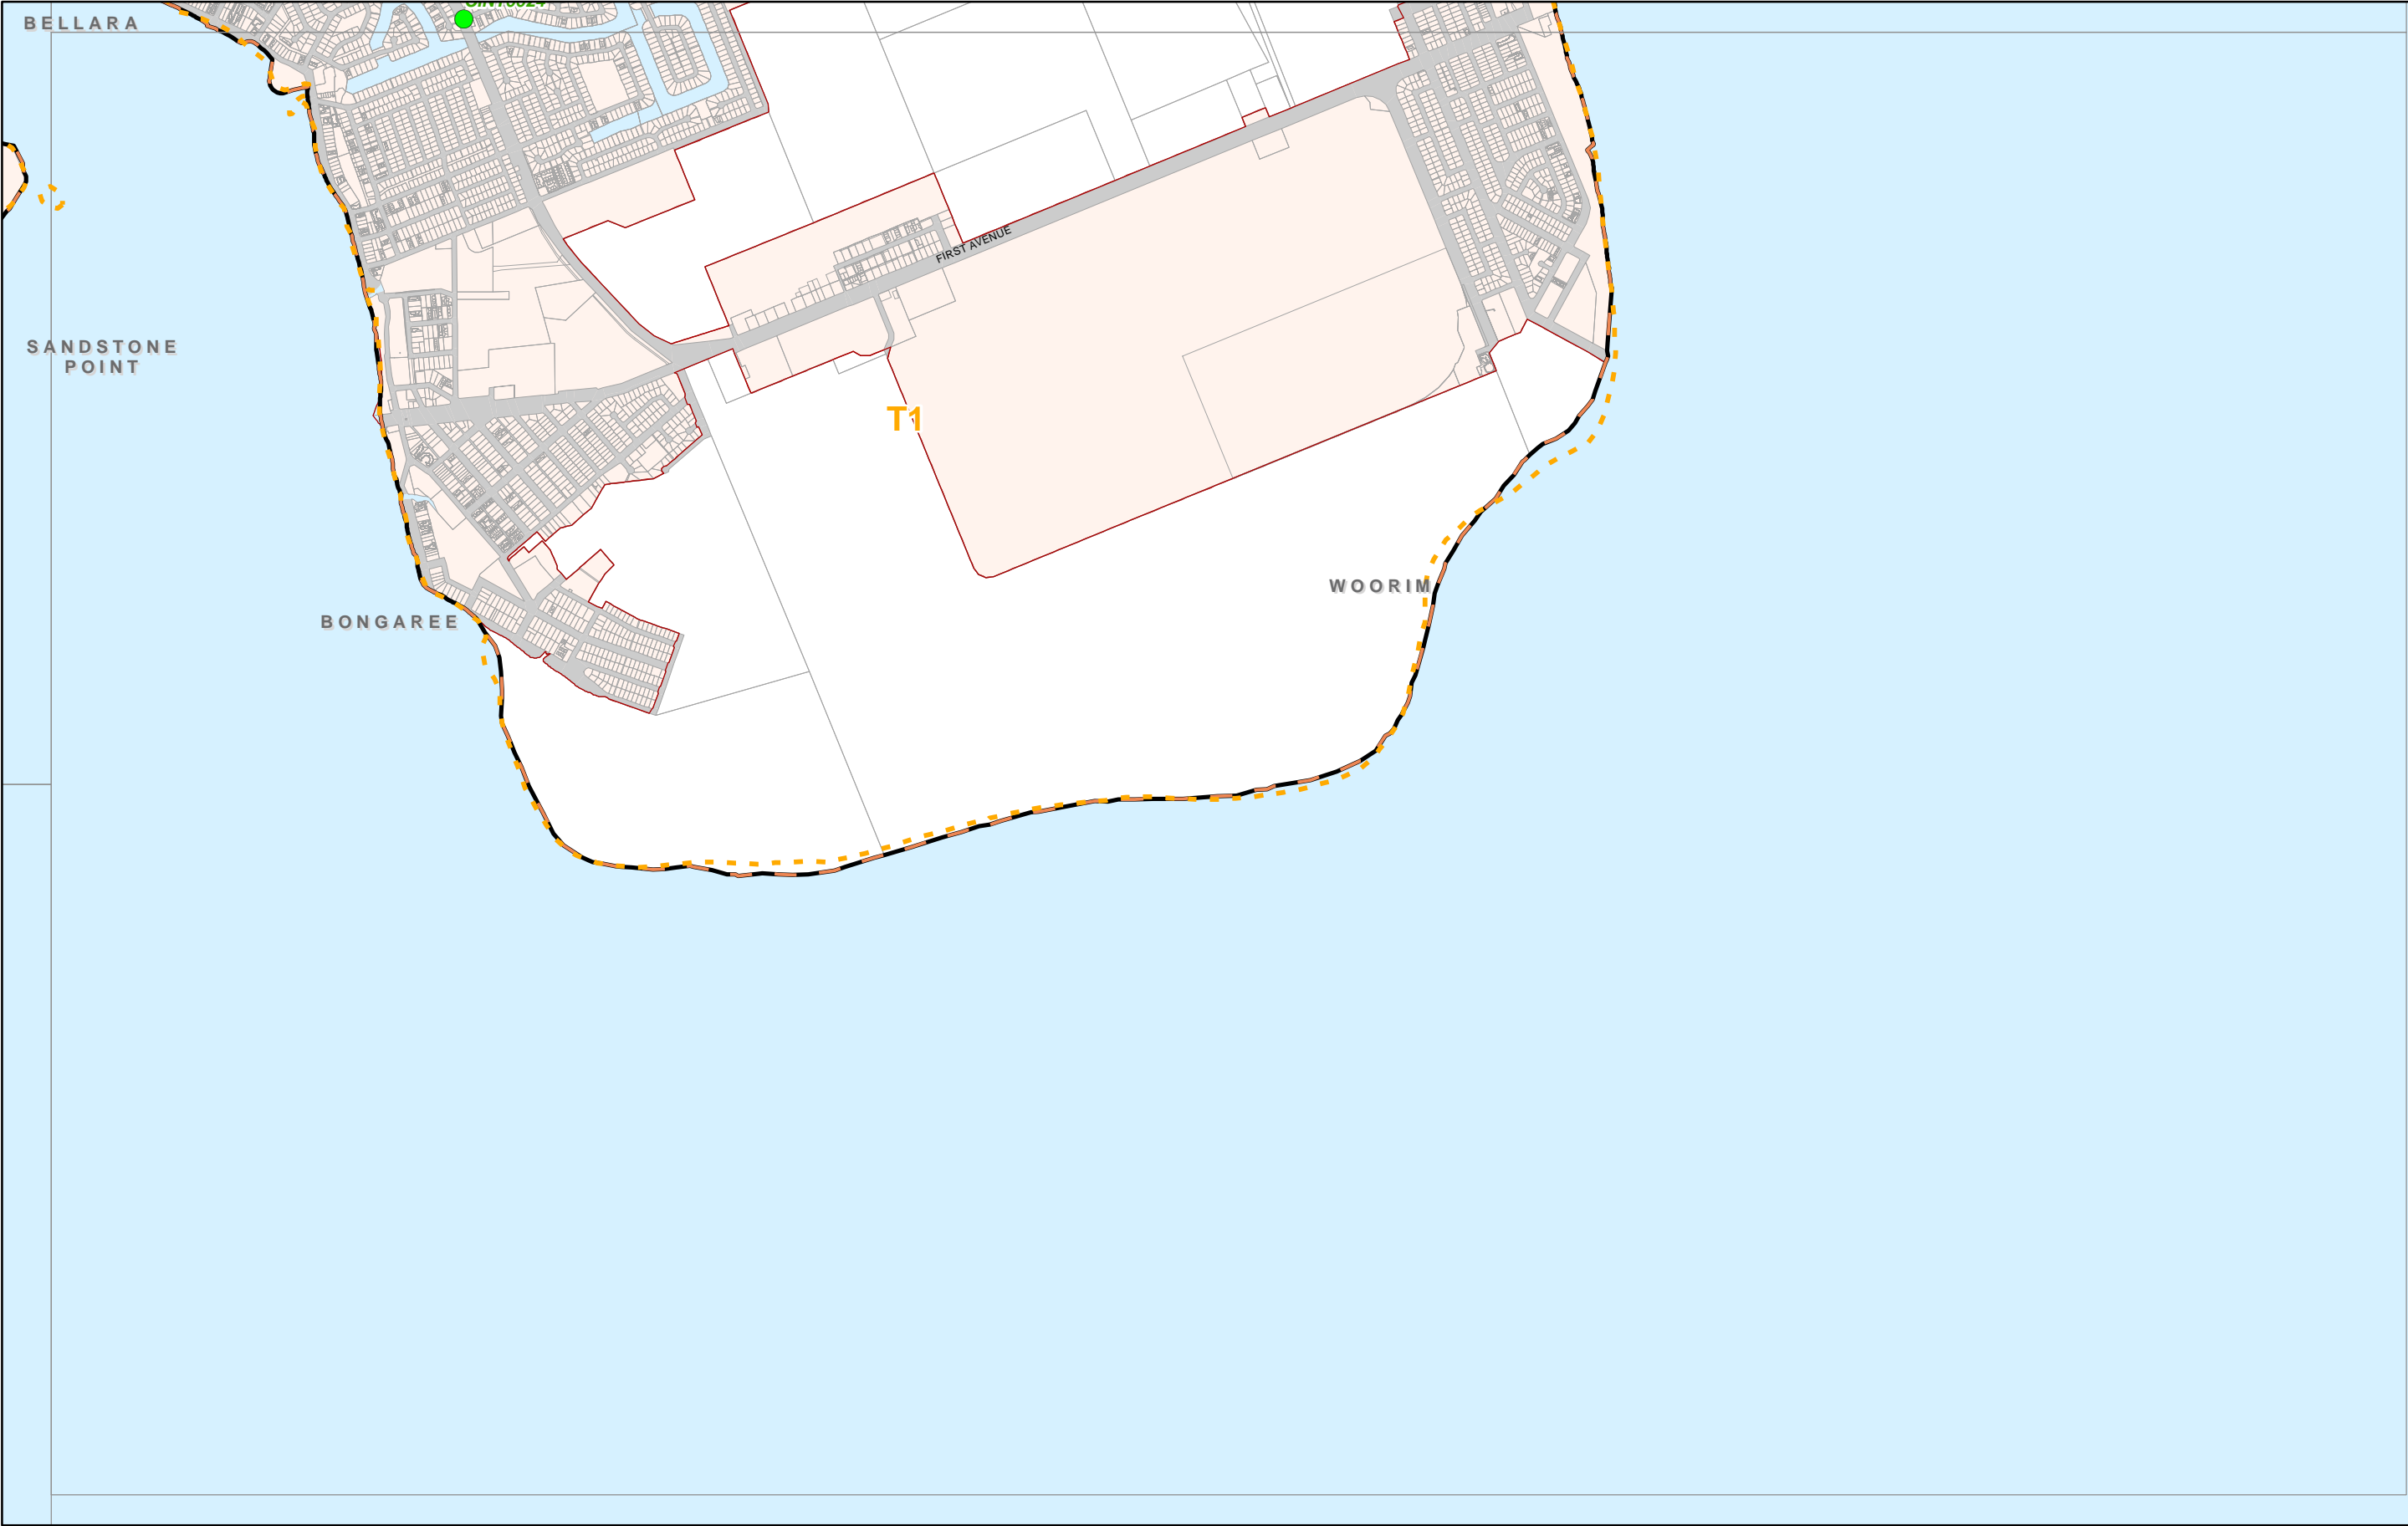 BELLARA
FIRST AVENUE
SANDSTONE
POINT
T1
WOORIM
BONGAREE